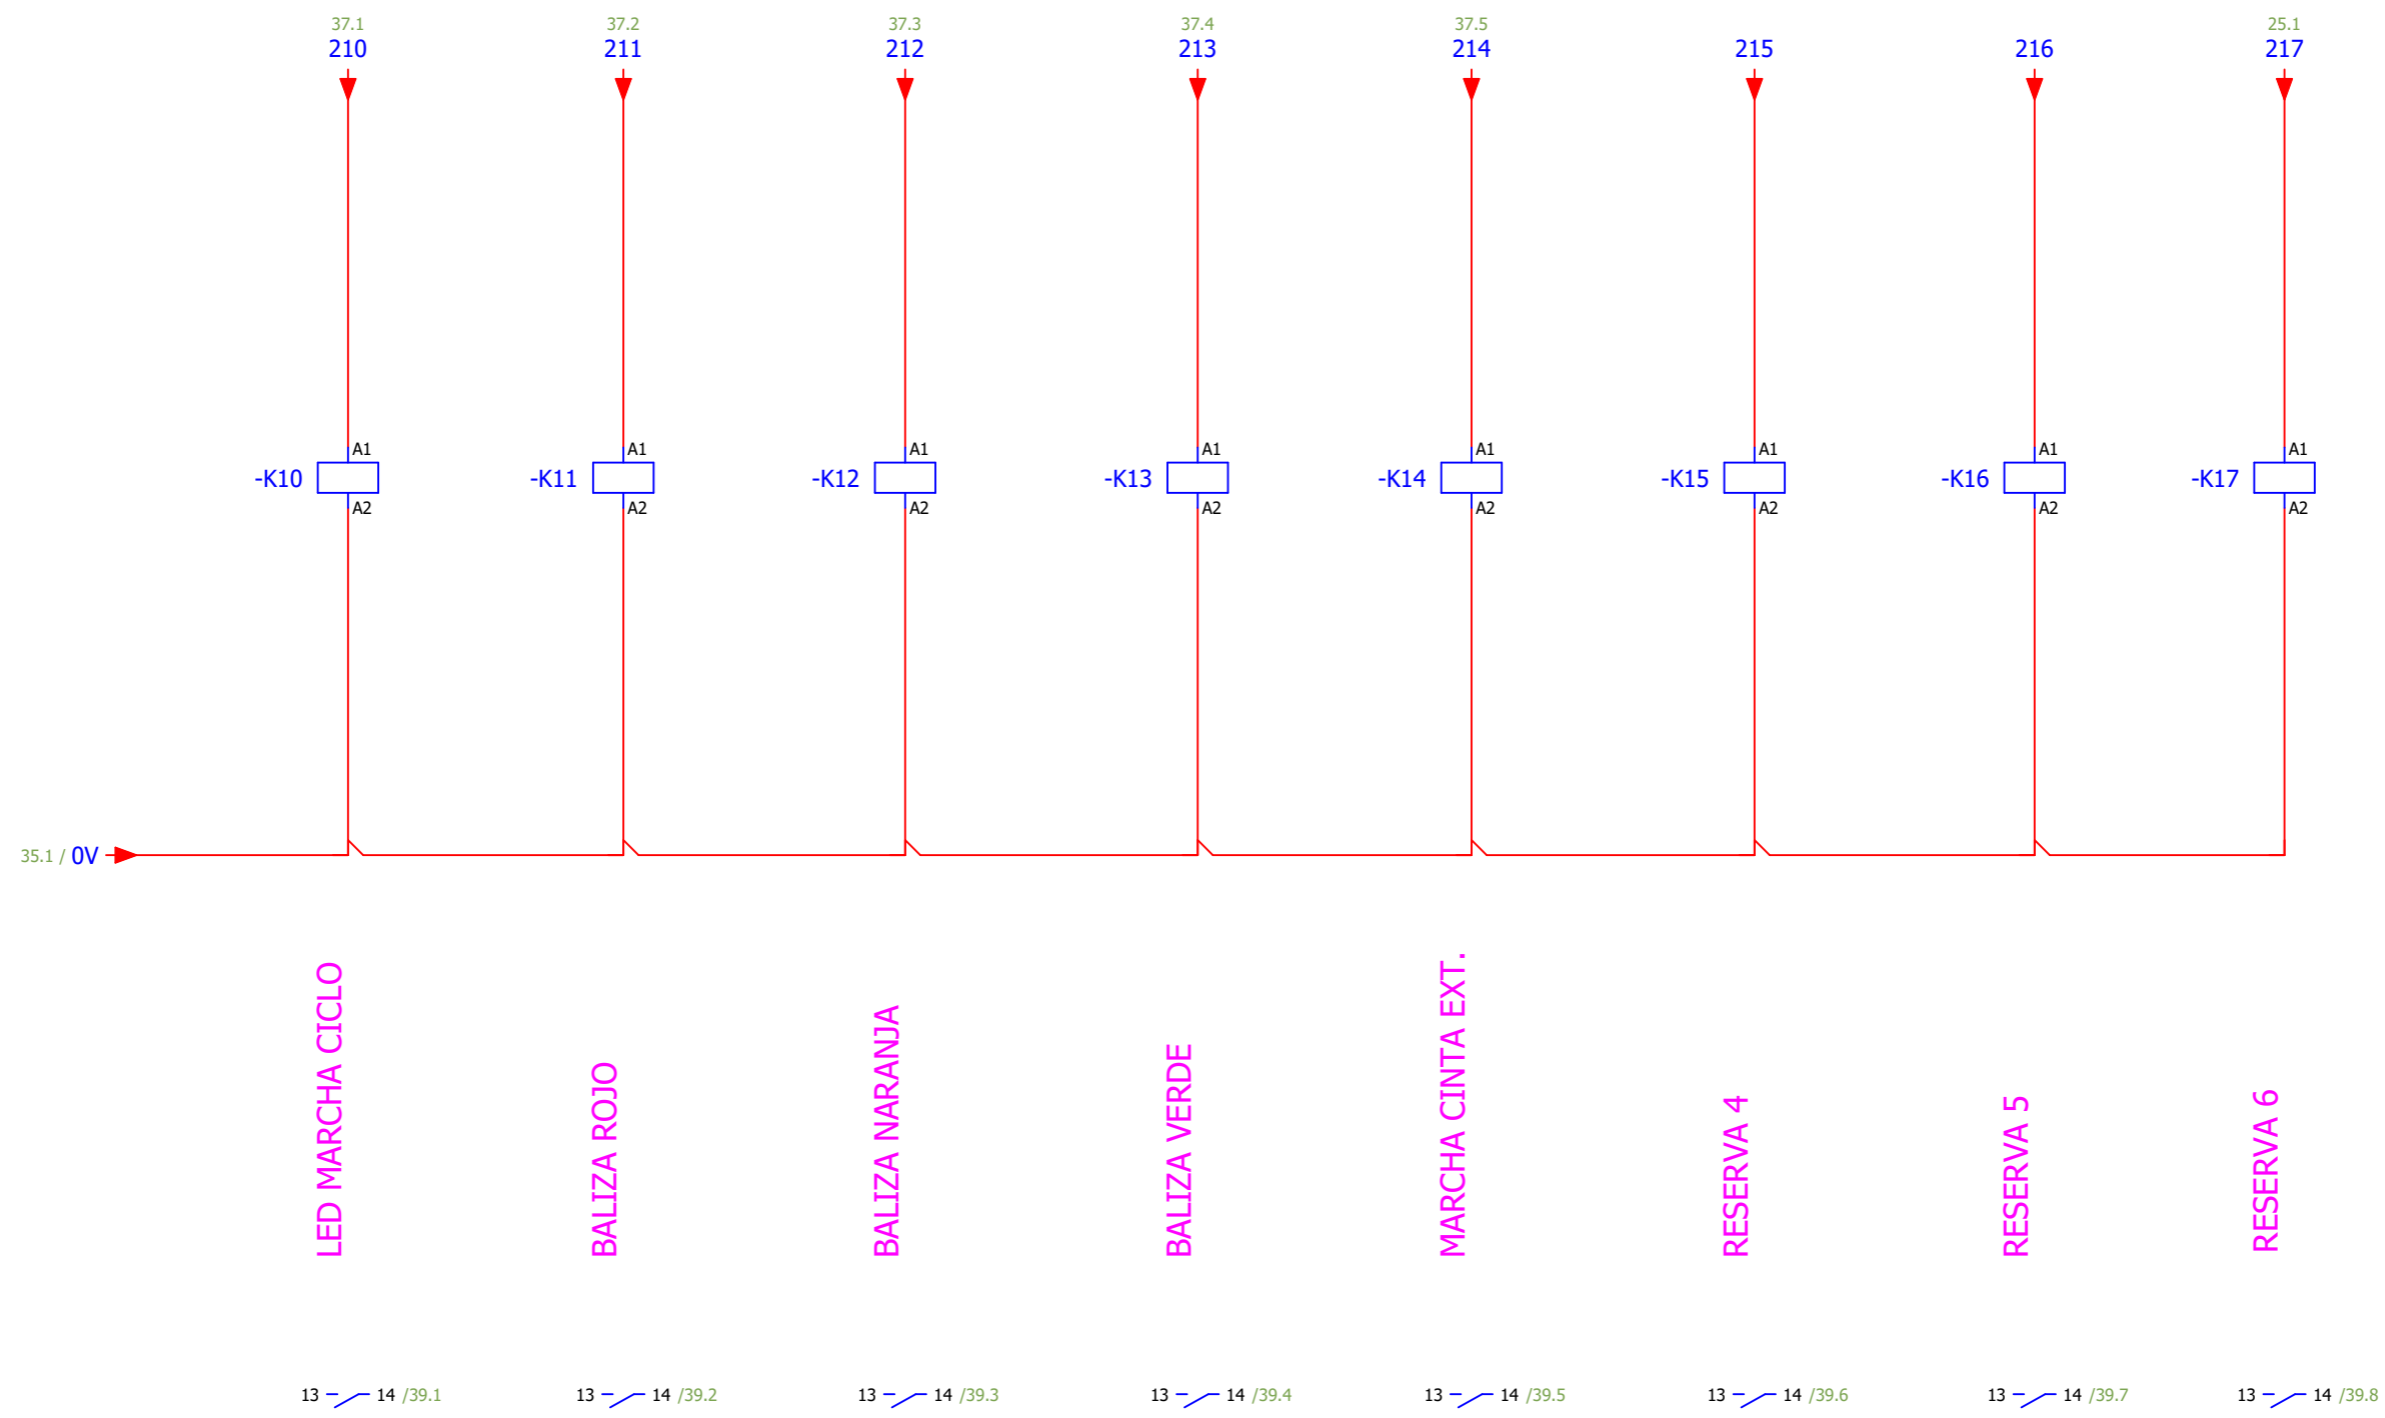 37.1 37.2 37.3 37.4 37.5 25.1
210 211 212 213 214 215 216 217
A1 A1 A1 A1 A1 A1 A1 A1
-K10 -K11 -K12 -K13 -K14 -K15 -K16 -K17
A2 A2 A2 A2 A2 A2 A2 A2
35.1 / 0V
LED MARCHA CICLO
BALIZA ROJO
BALIZA NARANJA
BALIZA VERDE
MARCHA CINTA EXT.
RESERVA 4
RESERVA 5
RESERVA 6
13 14 /39.1 13 14 /39.2 13 14 /39.3 13 14 /39.4 13 14 /39.5 13 14 /39.6 13 14 /39.7 13 14 /39.8